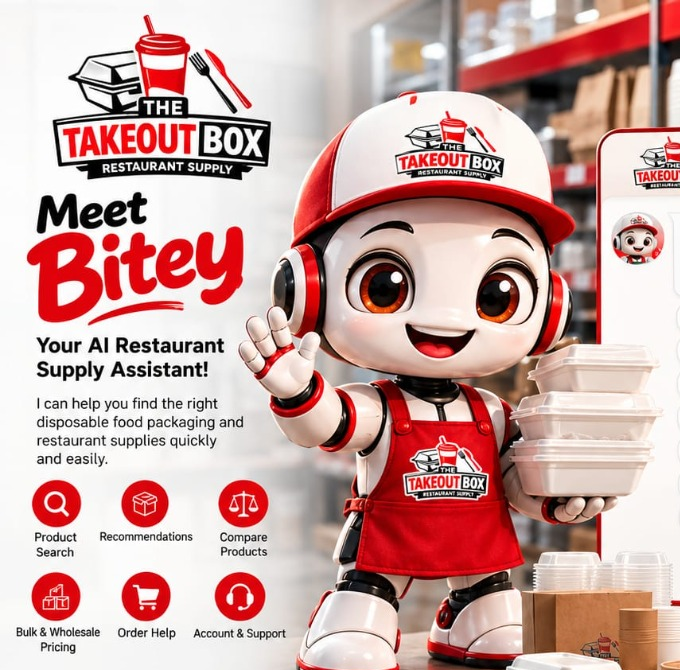 THE
TAKEOUT BOX
RESTAURANT SUPPLY
Meet
Bitey
Your AI Restaurant
Supply Assistant!
I can help you find the right
disposable food packaging and
restaurant supplies quickly
and easily.
Product
Search
Recommendations
Compare
Products
Bulk & Wholesale
Pricing
Order Help
Account & Support
THE
TAKEOUT BOX
RESTAURANT SUPPLY
THE
TAKEOUT BOX
RESTAURANT SUPPLY